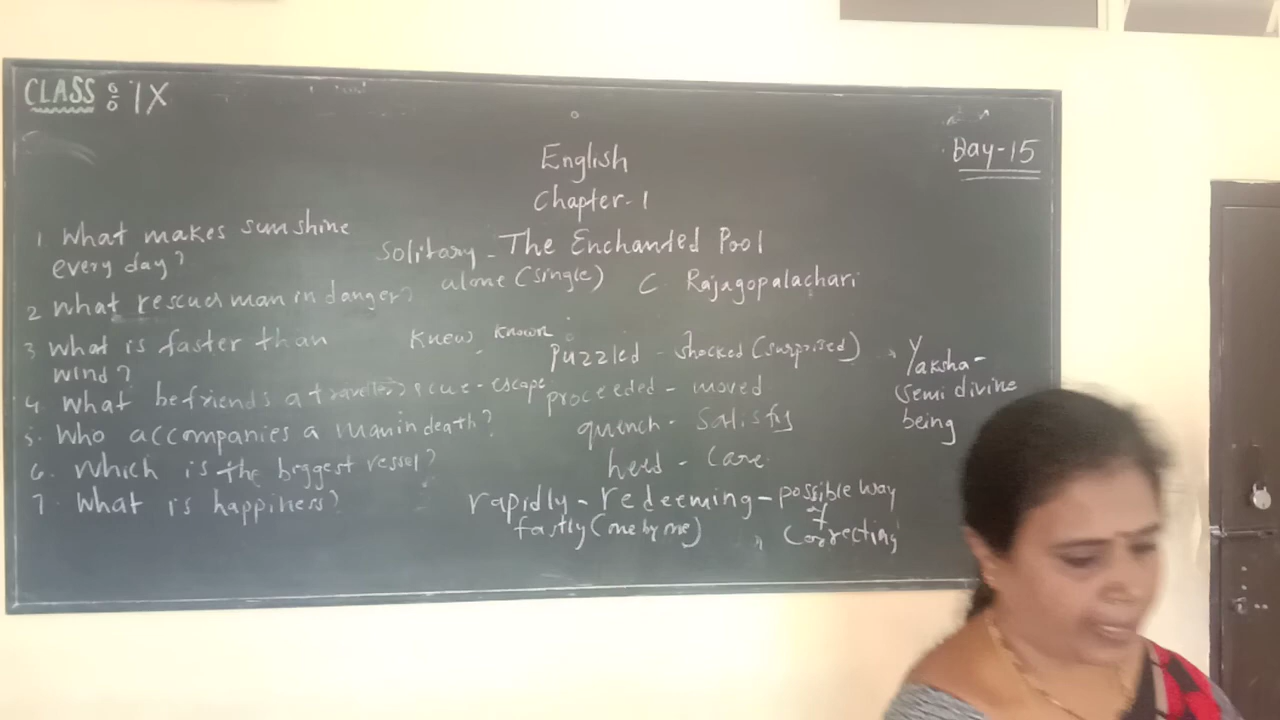 CLASS : IX
Day-15
English
Chapter-1
The Enchanted Pool
C. Rajagopalachari
1 What makes sunshine
every day?
2 What rescues man in danger?
3 What is faster than
wind?
4. What befriends a traveller?
5. Who accompanies a man in death?
6. Which is the biggest vessel?
7. What is happiness?
Solitary -
alone (single)
Knew known
rescue - escape
Puzzled - shocked (surprised)
proceeded - moved
quench - Satisfy
heed - Care
rapidly -
fastly (one by one)
redeeming - possible way
of
" Correcting
Yaksha -
Semi divine
being